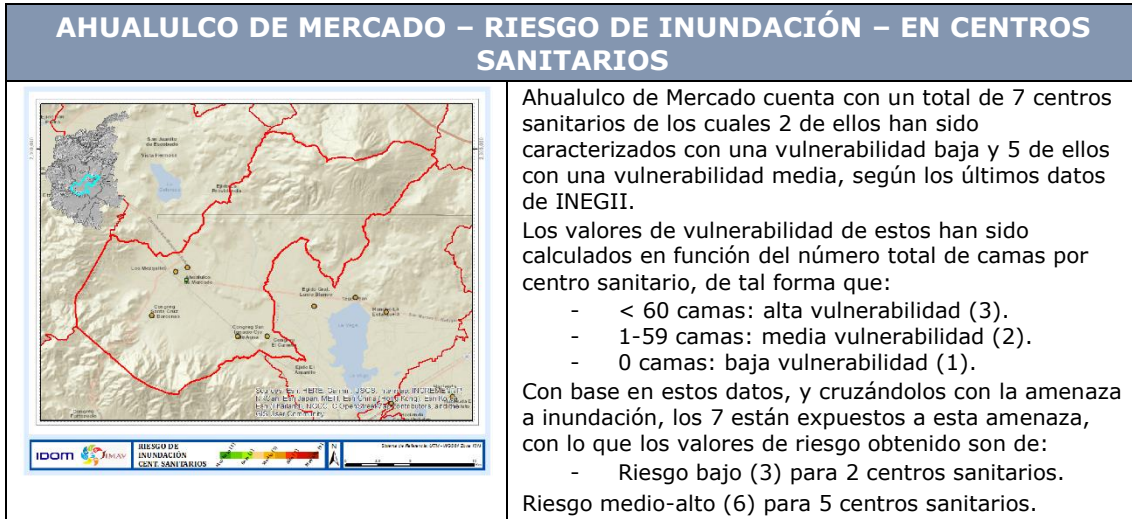 AHUALULCO DE MERCADO – RIESGO DE INUNDACIÓN – EN CENTROS
SANITARIOS
Ahualulco de Mercado cuenta con un total de 7 centros
sanitarios de los cuales 2 de ellos han sido
caracterizados con una vulnerabilidad baja y 5 de ellos
con una vulnerabilidad media, según los últimos datos
de INEGII.
Los valores de vulnerabilidad de estos han sido
calculados en función del número total de camas por
centro sanitario, de tal forma que:
- < 60 camas: alta vulnerabilidad (3).
- 1-59 camas: media vulnerabilidad (2).
- 0 camas: baja vulnerabilidad (1).
Con base en estos datos, y cruzándolos con la amenaza
a inundación, los 7 están expuestos a esta amenaza,
con lo que los valores de riesgo obtenido son de:
- Riesgo bajo (3) para 2 centros sanitarios.
Riesgo medio-alto (6) para 5 centros sanitarios.
La Vega
IDOM
RIESGO DE
INUNDACIÓN
CENT. SANITARIOS
N